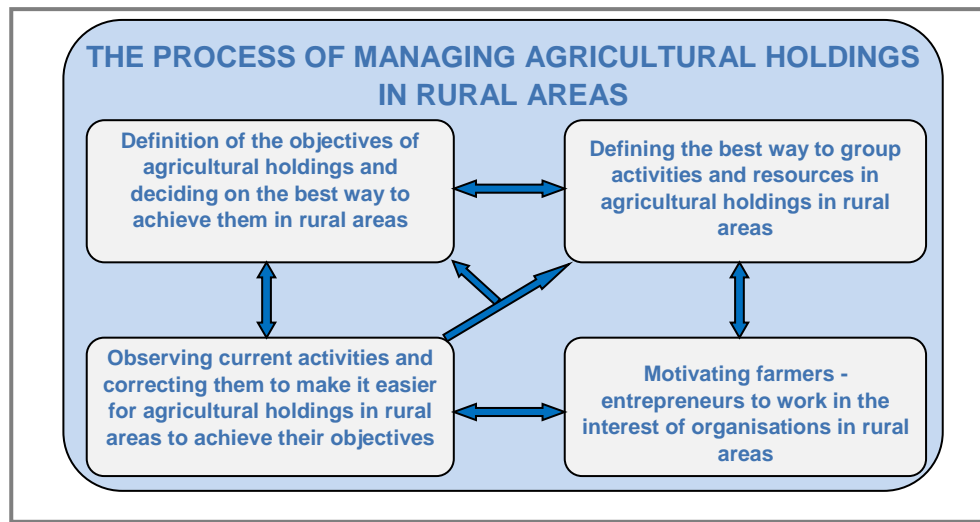 THE PROCESS OF MANAGING AGRICULTURAL HOLDINGS
IN RURAL AREAS
Definition of the objectives of
agricultural holdings and
deciding on the best way to
achieve them in rural areas
Defining the best way to group
activities and resources in
agricultural holdings in rural
areas
Observing current activities and
correcting them to make it easier
for agricultural holdings in rural
areas to achieve their objectives
Motivating farmers -
entrepreneurs to work in the
interest of organisations in rural
areas